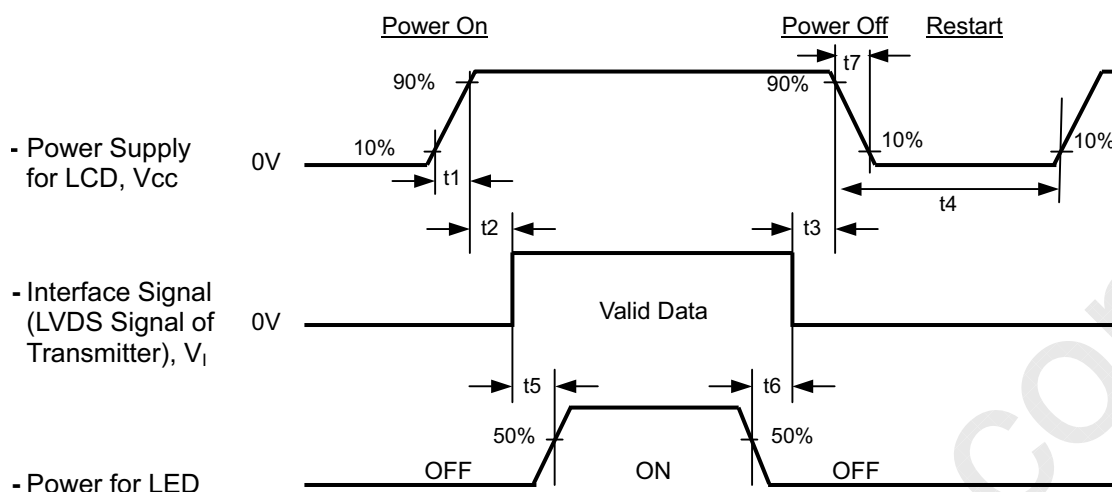 Power On
Power Off
Restart
t7
90%
90%
10%
10%
10%
- Power Supply
for LCD, Vcc
0V
t1
t4
t2
t3
- Interface Signal
(LVDS Signal of
Transmitter), VI
0V
Valid Data
t5
t6
50%
50%
OFF
ON
OFF
- Power for LED